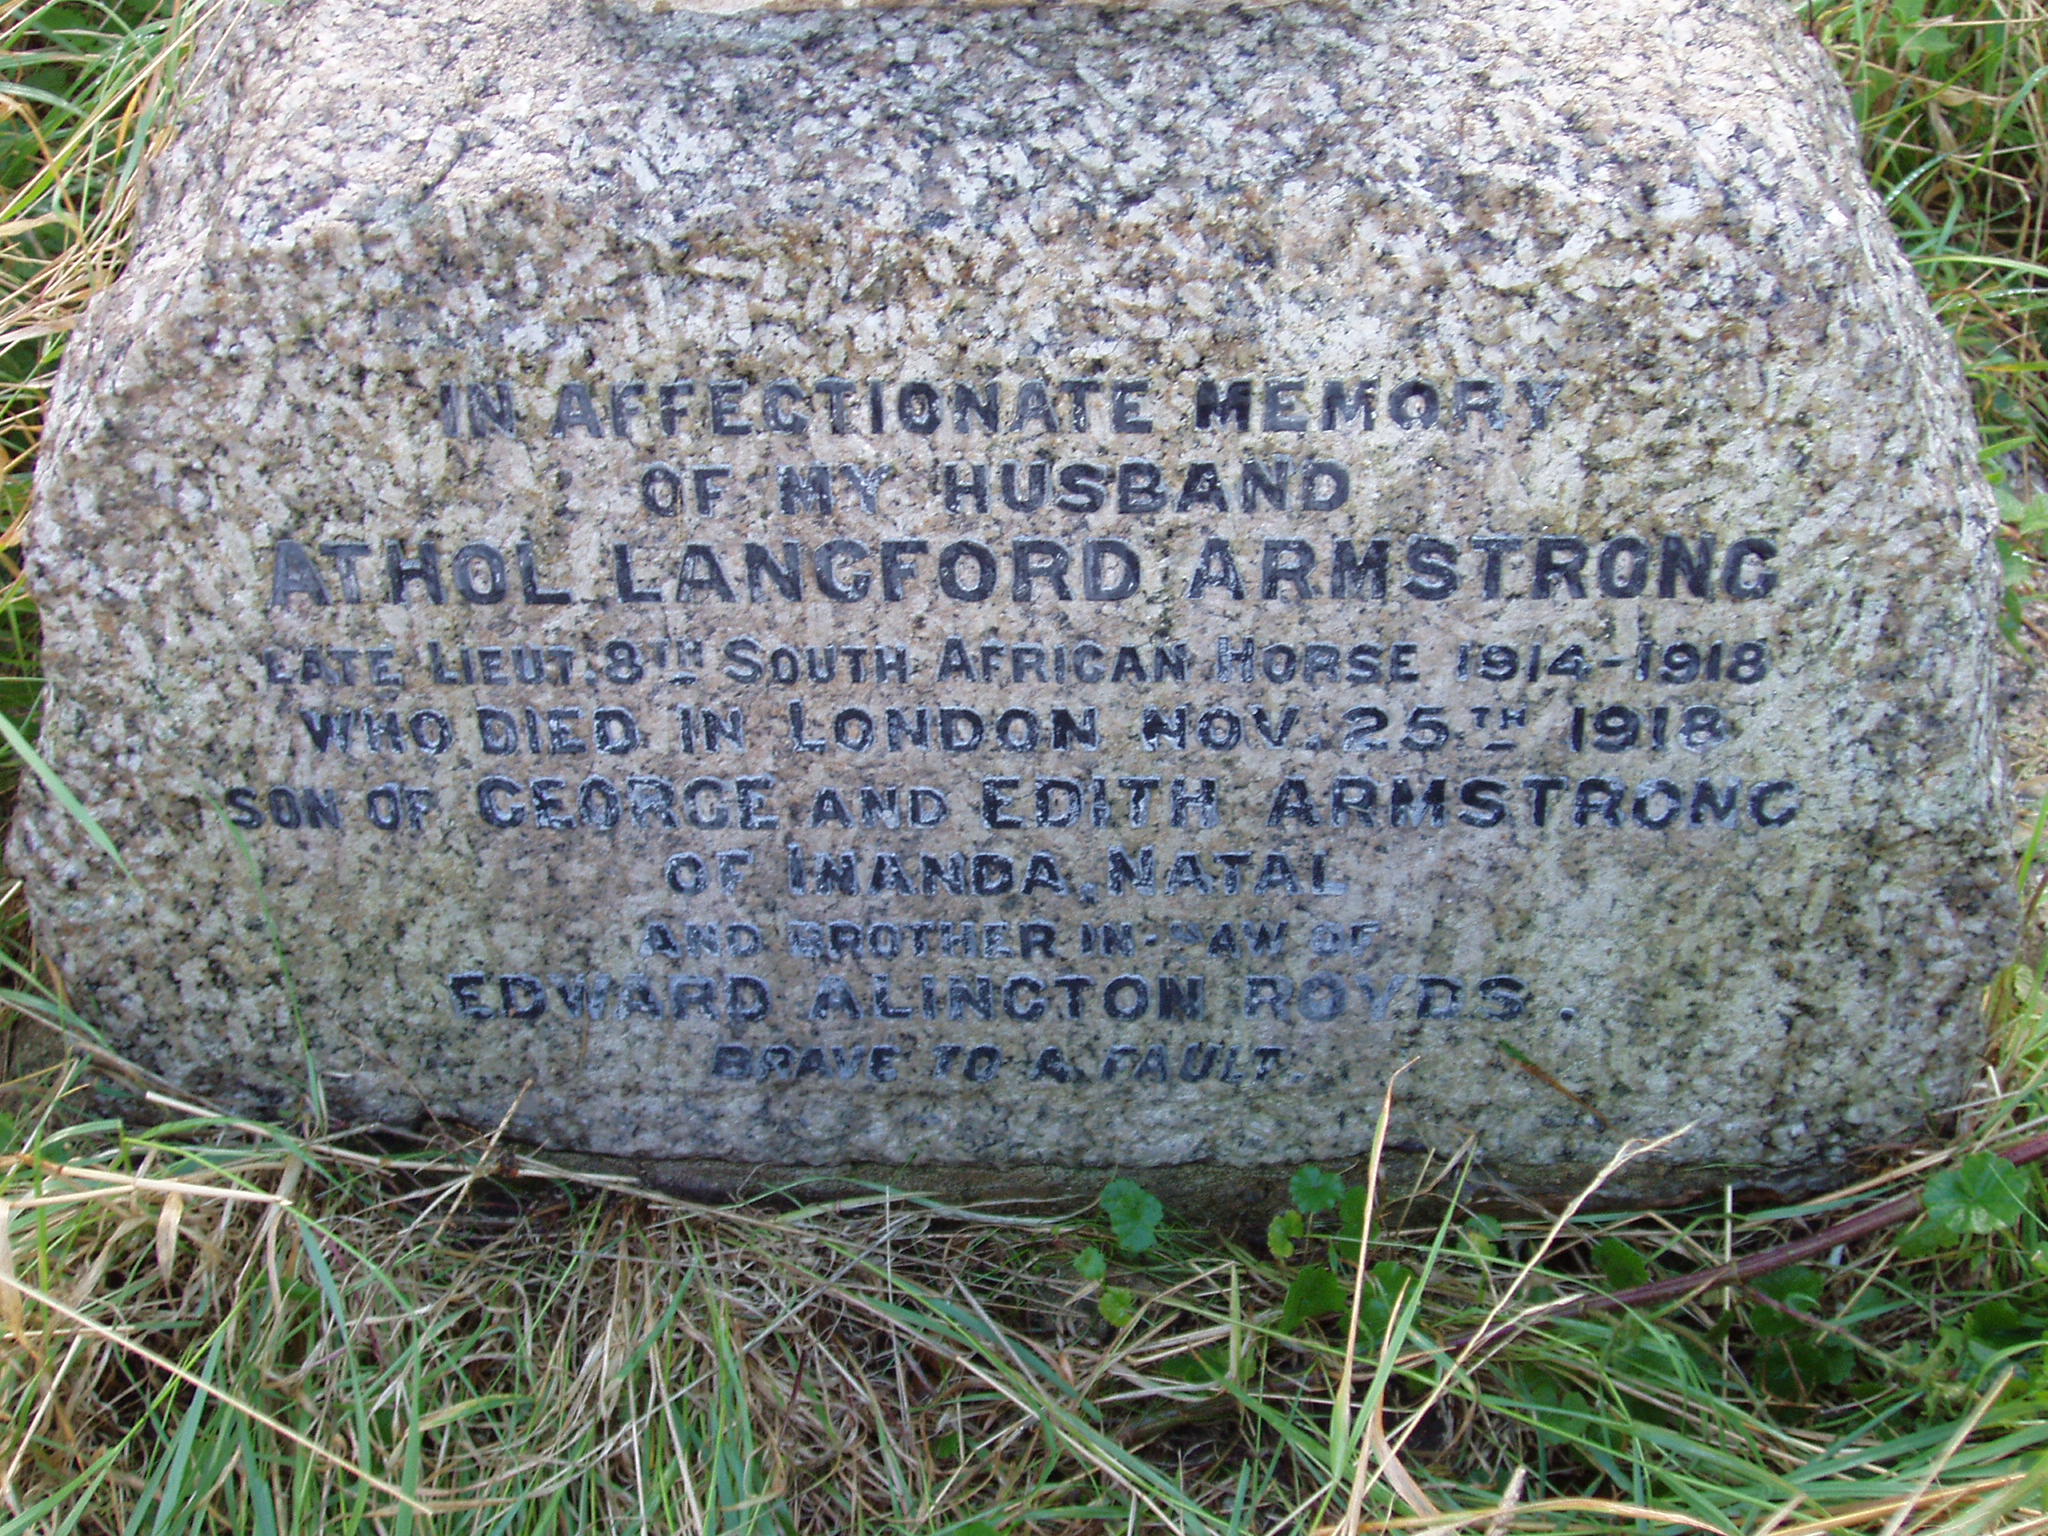 IN AFFECTIONATE MEMORY
OF MY HUSBAND
ATHOL LANGFORD ARMSTRONG
LATE LIEUT. 8TH SOUTH AFRICAN HORSE 1914-1918
WHO DIED IN LONDON NOV. 25TH 1918
SON OF GEORGE AND EDITH ARMSTRONG
OF INANDA, NATAL
AND BROTHER IN-LAW OF
EDWARD ALINGTON ROYDS.
BRAVE TO A FAULT.